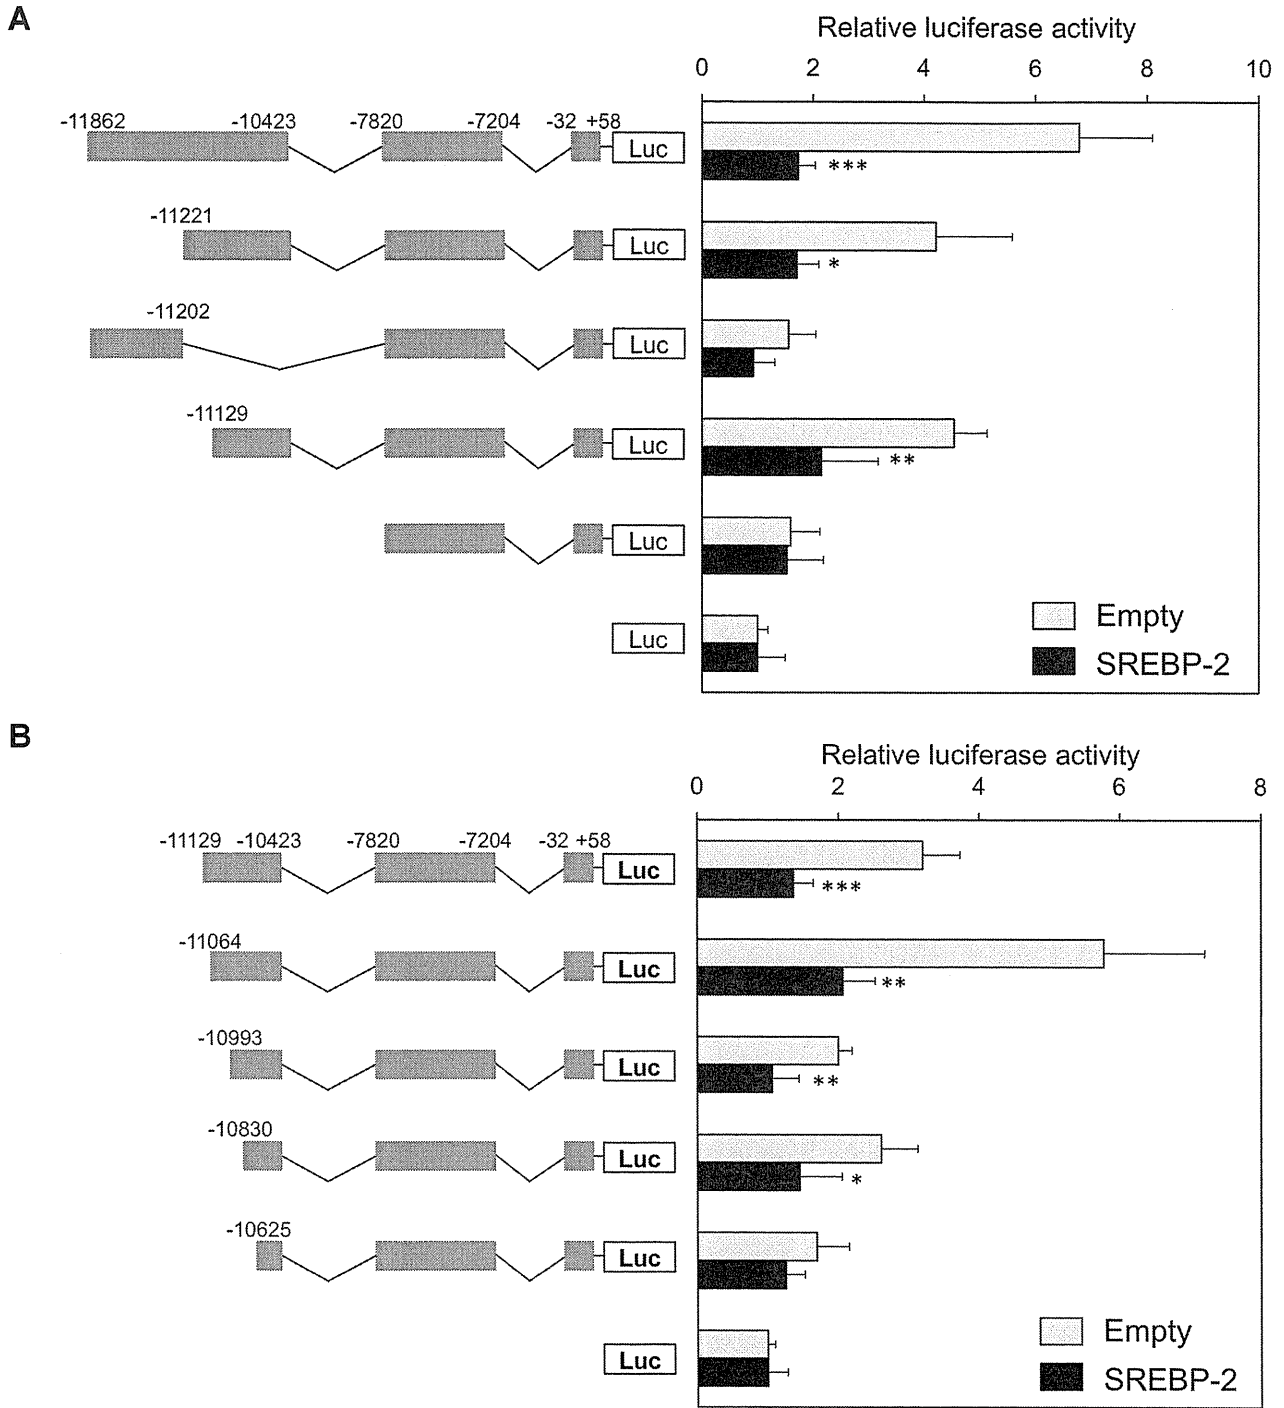 A
Relative luciferase activity
0 2 4 6 8 10
-11862 -10423 -7820 -7204 -32 +58
Luc
***
-11221
Luc
*
-11202
Luc
-11129
Luc
**
Luc
Luc
Empty
SREBP-2
B
Relative luciferase activity
0 2 4 6 8
-11129 -10423 -7820 -7204 -32 +58
Luc
***
-11064
Luc
**
-10993
Luc
**
-10830
Luc
*
-10625
Luc
Luc
Empty
SREBP-2